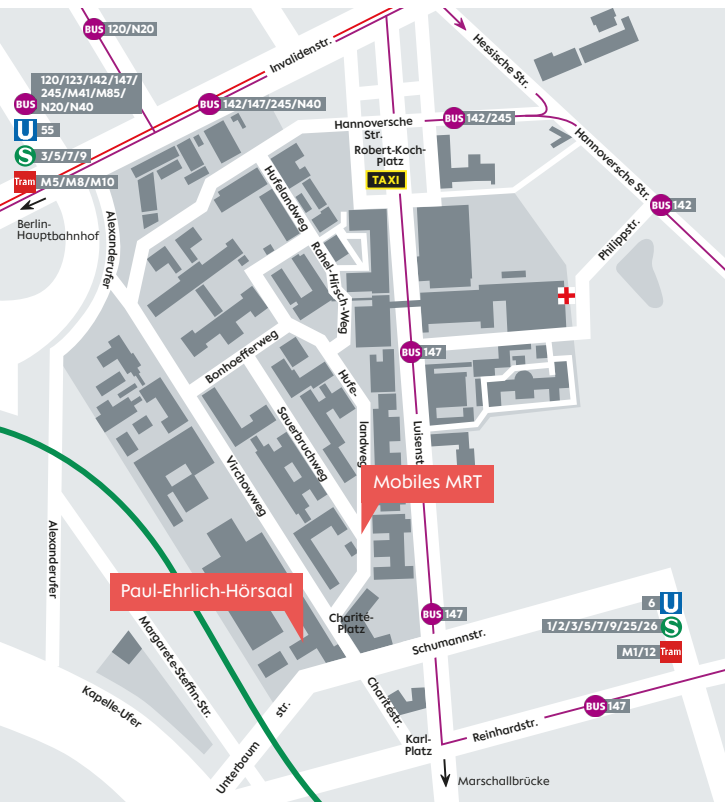 BUS 120/N20
Invalidenstr.
Hessische Str.
120/123/142/147/
245/M41/M85/
N20/N40
BUS
BUS 142/147/245/N40
U 55
S 3/5/7/9
Tram M5/M8/M10
Berlin-
Hauptbahnhof
Hannoversche
Str.
BUS 142/245
Robert-Koch-
Platz
TAXI
Hannoversche Str.
BUS 142
Philippstr.
Alexanderufer
Hufelandweg
Rahel-Hirsch-Weg
Bonhoefferweg
BUS 147
Hufe-
landweg
Sauerbruchweg
Luisenst
Virchowweg
Mobiles MRT
Alexanderufer
Paul-Ehrlich-Hörsaal
Charité-
Platz
BUS 147
6 U
1/2/3/5/7/9/25/26 S
M1/12 Tram
Schumannstr.
Margarete-Steffin-Str.
Kapelle-Ufer
Charitéstr.
Unterbaum
str.
BUS 147
Karl-
Platz
Reinhardstr.
Marschallbrücke